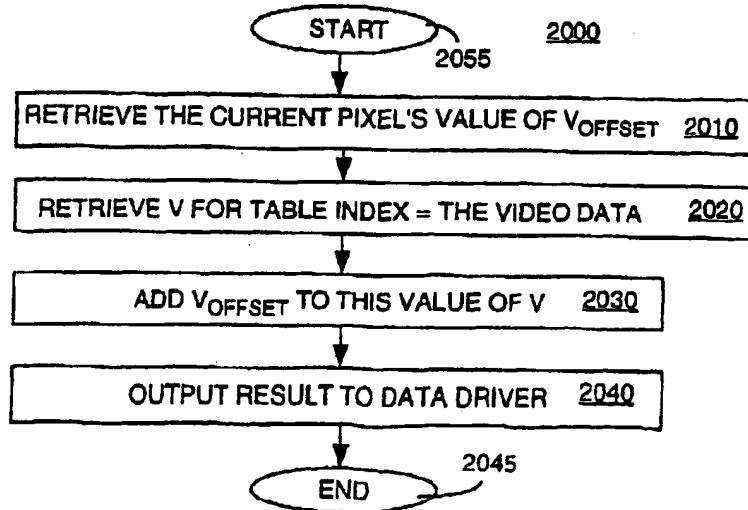 START 2000
2055
RETRIEVE THE CURRENT PIXEL'S VALUE OF VOFFSET 2010
RETRIEVE V FOR TABLE INDEX = THE VIDEO DATA 2020
ADD VOFFSET TO THIS VALUE OF V 2030
OUTPUT RESULT TO DATA DRIVER 2040
2045
END